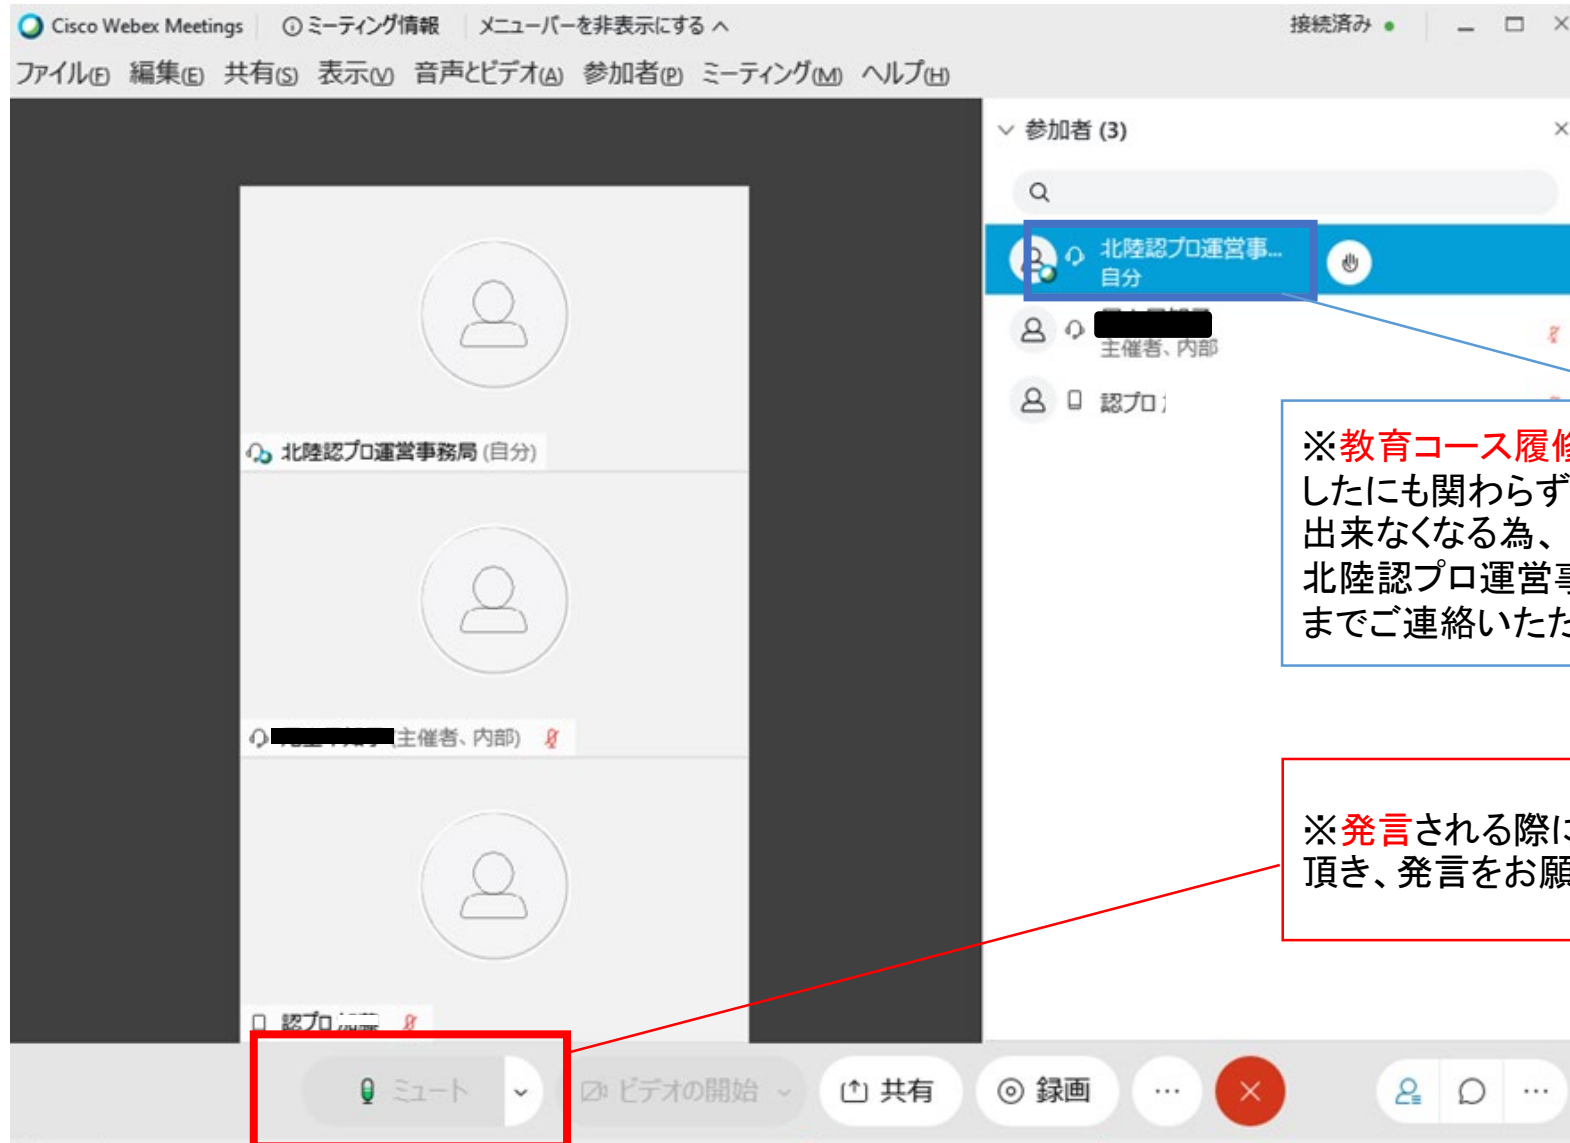 Cisco Webex Meetings ミーティング情報 メニューバーを非表示にする 接続済み
ファイル(F) 編集(E) 共有(S) 表示(V) 音声とビデオ(A) 参加者(P) ミーティング(M) ヘルプ(H)
参加者 (3)
北陸認プロ運営事...
自分
主催者、内部
認プロ
北陸認プロ運営事務局 (自分)
(主催者、内部)
認プロ
※教育コース履修
したにも関わらず
出来なくなる為、
北陸認プロ運営事
までご連絡いただ
※発言される際に
頂き、発言をお願
ミュート ビデオの開始 共有 録画